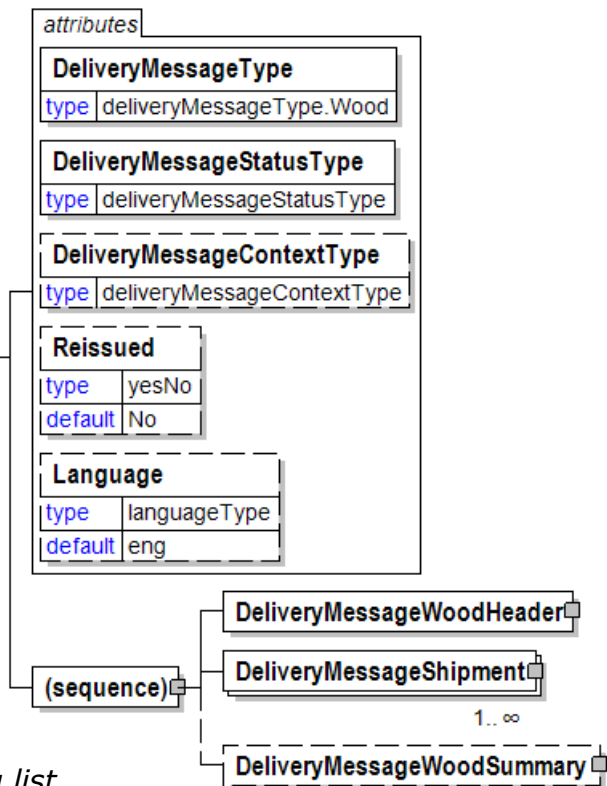 attributes
DeliveryMessageType
type deliveryMessageType.Wood
DeliveryMessageStatusType
type deliveryMessageStatusType
DeliveryMessageContextType
type deliveryMessageContextType
Reissued
type yesNo
default No
Language
type languageType
default eng
DeliveryMessageWoodHeader
(sequence)
DeliveryMessageShipment
1..∞
DeliveryMessageWoodSummary
list